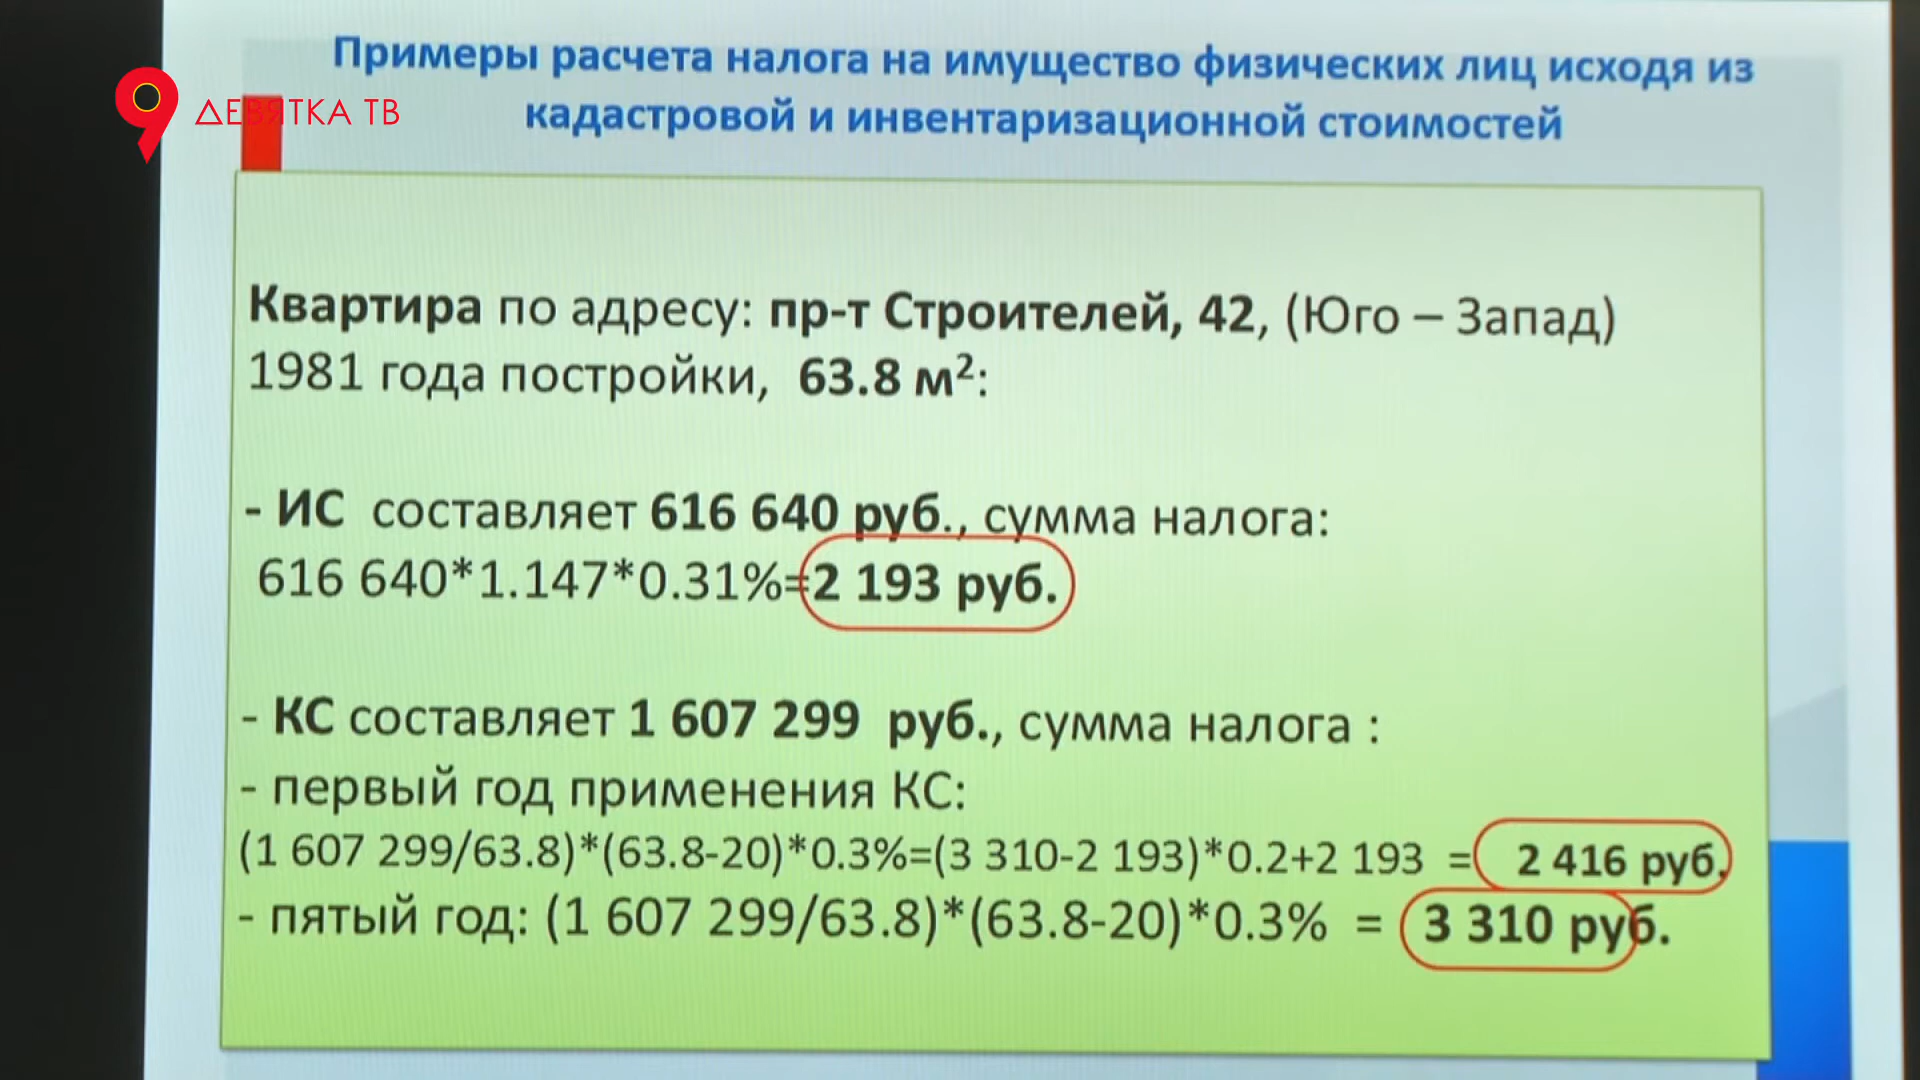 Примеры расчета налога на имущество физических лиц исходя из
кадастровой и инвентаризационной стоимостей
ДЕВЯТКА ТВ
Квартира по адресу: пр-т Строителей, 42, (Юго – Запад)
1981 года постройки, 63.8 м²:
- ИС составляет 616 640 руб., сумма налога:
616 640*1.147*0.31%=2 193 руб.
- КС составляет 1 607 299 руб., сумма налога :
- первый год применения КС:
(1 607 299/63.8)*(63.8-20)*0.3%=(3 310-2 193)*0.2+2 193 = 2 416 руб.
- пятый год: (1 607 299/63.8)*(63.8-20)*0.3% = 3 310 руб.